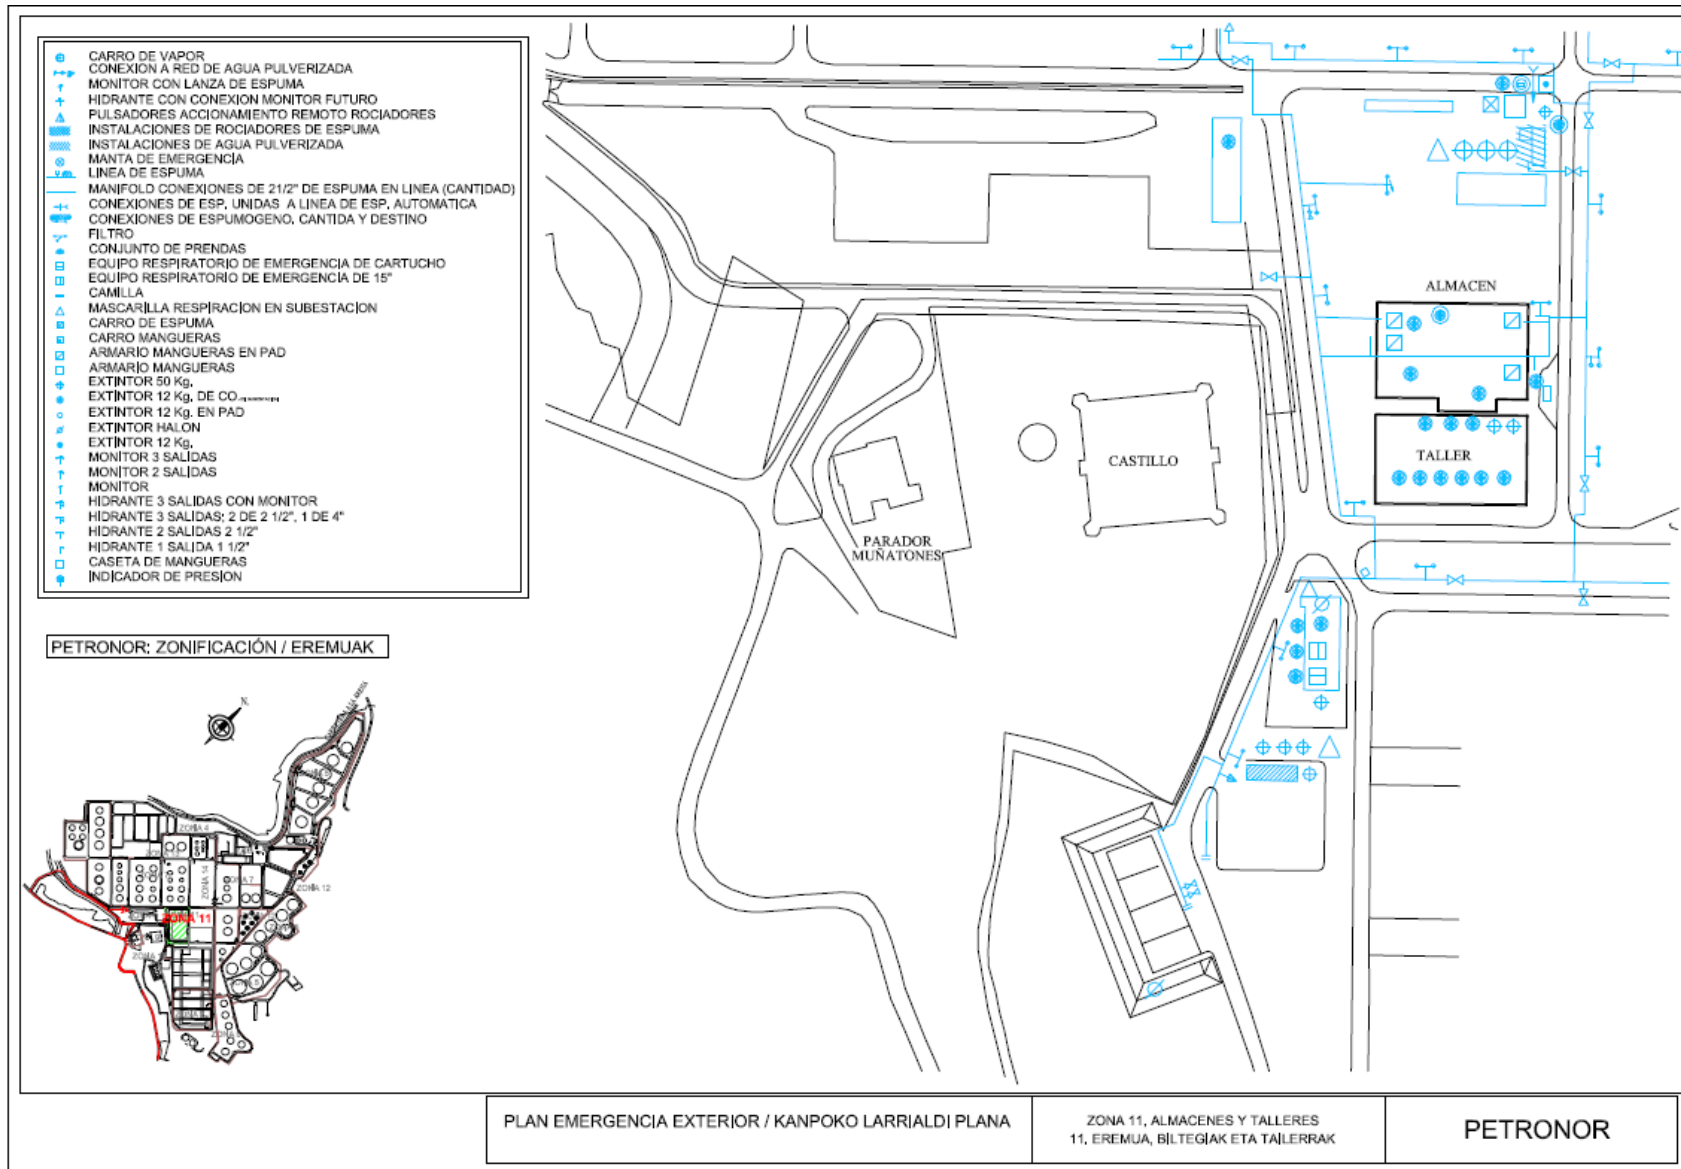 CARRO DE VAPOR
CONEXION A RED DE AGUA PULVERIZADA
MONITOR CON LANZA DE ESPUMA
HIDRANTE CON CONEXION MONITOR FUTURO
PULSADORES ACCIONAMIENTO REMOTO ROCIADORES
INSTALACIONES DE ROCIADORES DE ESPUMA
INSTALACIONES DE AGUA PULVERIZADA
MANTA DE EMERGENCIA
LINEA DE ESPUMA
MANIFOLD CONEXIONES DE 21/2" DE ESPUMA EN LINEA (CANTIDAD)
CONEXIONES DE ESP. UNIDAS A LINEA DE ESP. AUTOMATICA
CONEXIONES DE ESPUMOGENO. CANTIDA Y DESTINO
FILTRO
CONJUNTO DE PRENDAS
EQUIPO RESPIRATORIO DE EMERGENCIA DE CARTUCHO
EQUIPO RESPIRATORIO DE EMERGENCIA DE 15"
CAMILLA
MASCARILLA RESPIRACION EN SUBESTACION
CARRO DE ESPUMA
CARRO MANGUERAS
ARMARIO MANGUERAS EN PAD
ARMARIO MANGUERAS
EXTINTOR 50 Kg.
EXTINTOR 12 Kg. DE CO
EXTINTOR 12 Kg. EN PAD
EXTINTOR HALON
EXTINTOR 12 Kg.
MONITOR 3 SALIDAS
MONITOR 2 SALIDAS
MONITOR
HIDRANTE 3 SALIDAS CON MONITOR
HIDRANTE 3 SALIDAS; 2 DE 2 1/2", 1 DE 4"
HIDRANTE 2 SALIDAS 2 1/2"
HIDRANTE 1 SALIDA 1 1/2"
CASETA DE MANGUERAS
INDICADOR DE PRESION
ALMACEN
TALLER
CASTILLO
PARADOR
MUÑATONES
PETRONOR: ZONIFICACIÓN / EREMUAK
N.
ZONA 4
ZONA 14
ZONA 7
ZONA 12
ZONA 11
PLAN EMERGENCIA EXTERIOR / KANPOKO LARRIALDI PLANA
ZONA 11, ALMACENES Y TALLERES
11, EREMUA, BILTEGIAK ETA TAILERRAK
PETRONOR